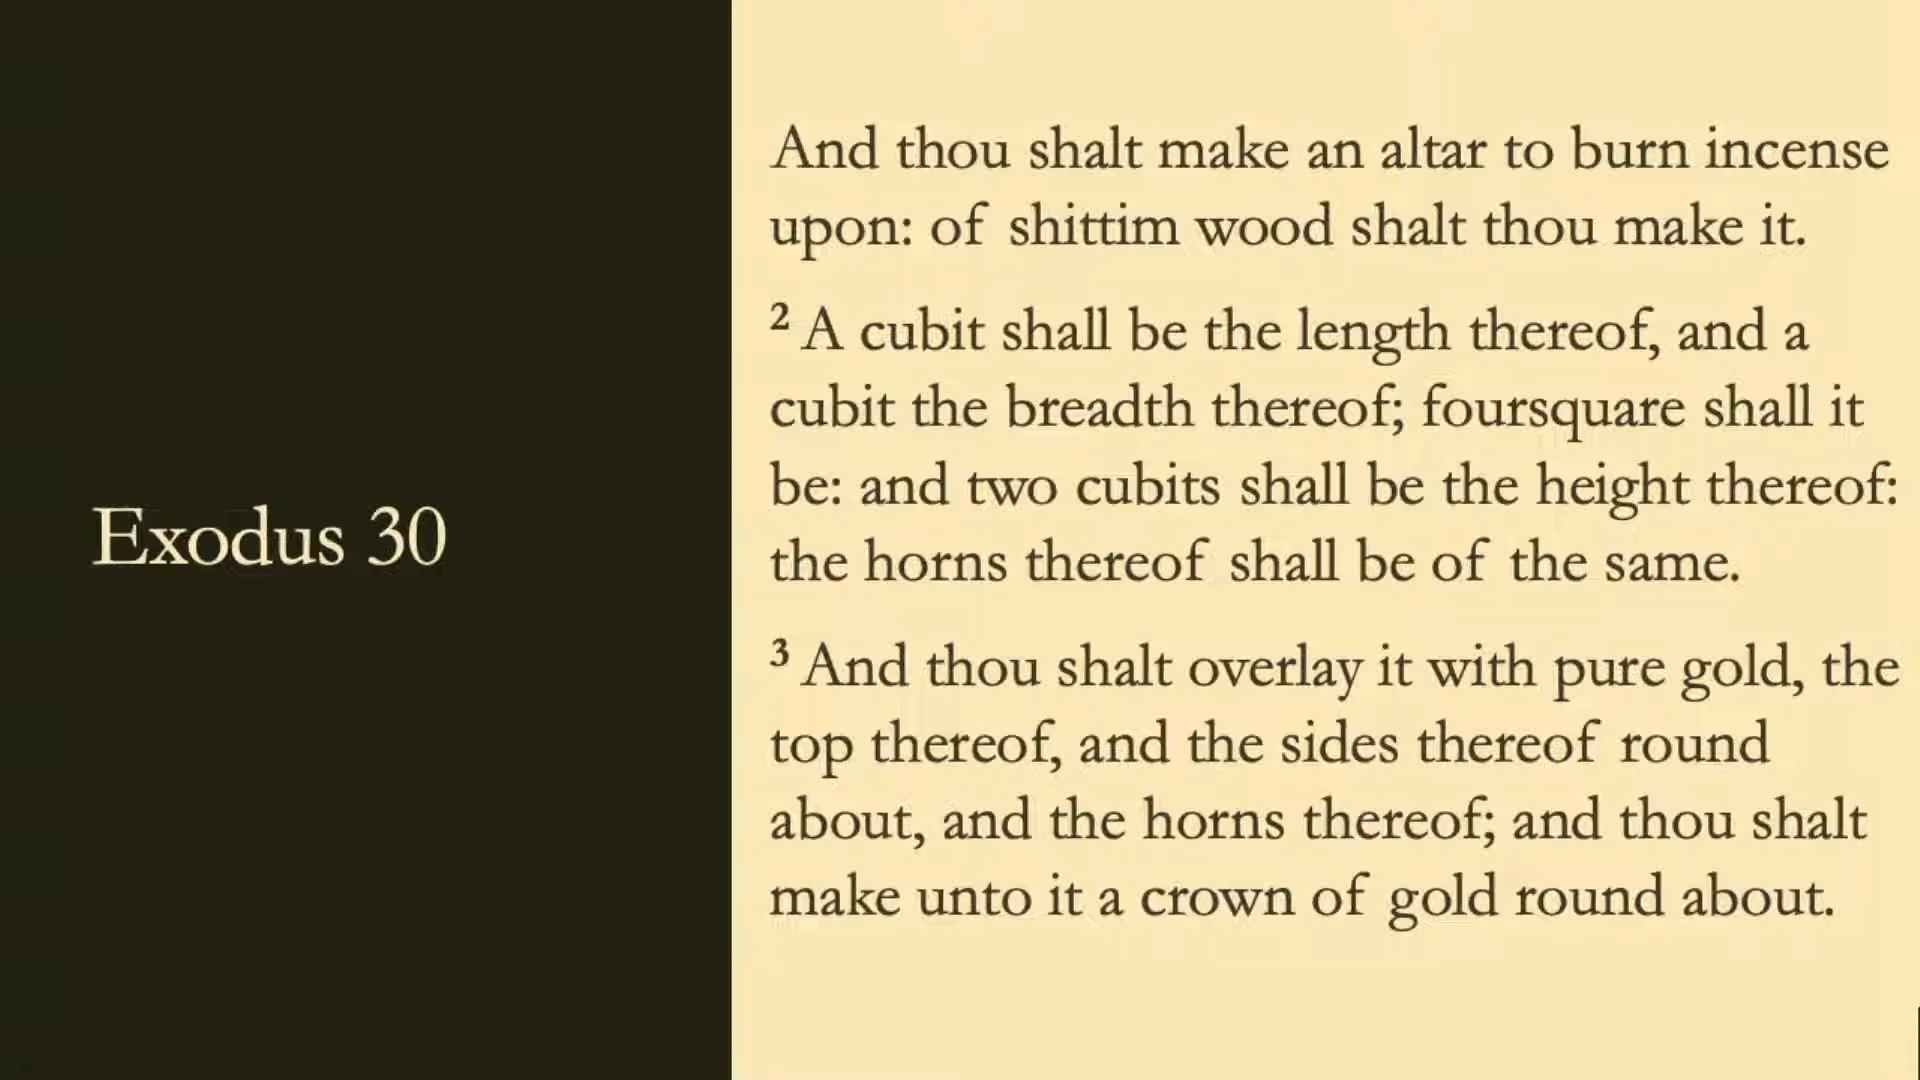 Exodus 30
And thou shalt make an altar to burn incense
upon: of shittim wood shalt thou make it.
2 A cubit shall be the length thereof, and a
cubit the breadth thereof; foursquare shall it
be: and two cubits shall be the height thereof:
the horns thereof shall be of the same.
3 And thou shalt overlay it with pure gold, the
top thereof, and the sides thereof round
about, and the horns thereof; and thou shalt
make unto it a crown of gold round about.